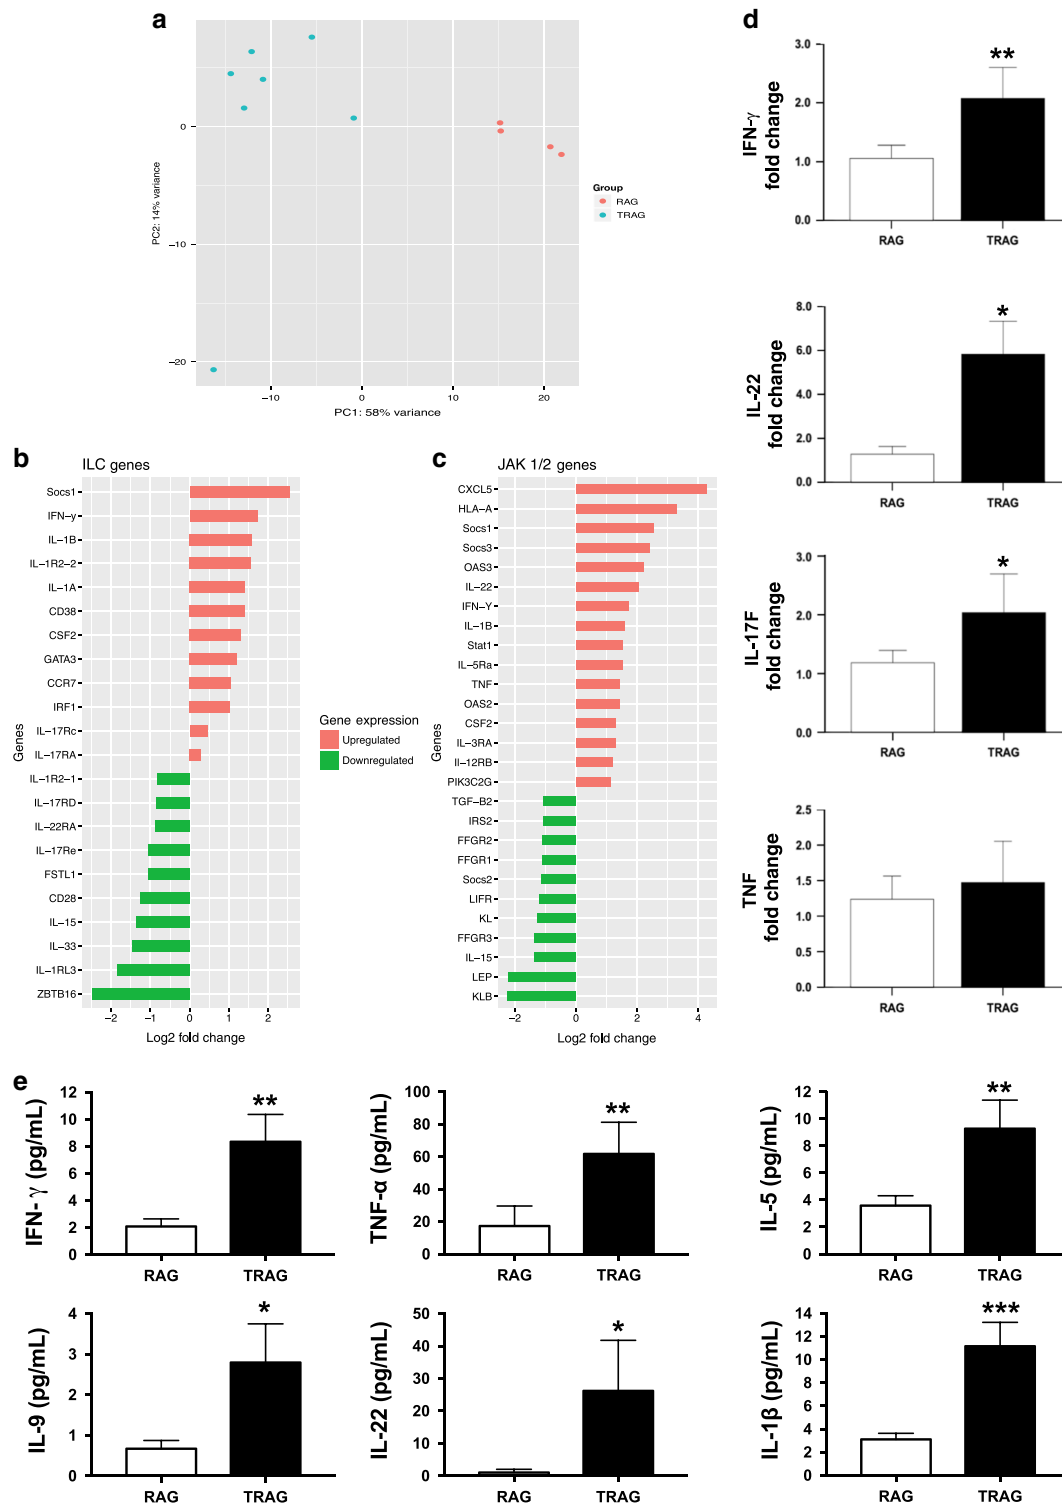 a
0
−10
−20
−10
0
10
20
PC2: 14% variance
PC1: 58% variance
Group
RAG
TRAG
b
ILC genes
Socs1
IFN−y
IL−1B
IL−1R2−2
IL−1A
CD38
CSF2
GATA3
CCR7
IRF1
IL−17Rc
IL−17RA
IL−1R2−1
IL−17RD
IL−22RA
IL−17Re
FSTL1
CD28
IL−15
IL−33
IL−1RL3
ZBTB16
Genes
−2
−1
0
1
2
Log2 fold change
Gene expression
Upregulated
Downregulated
c
JAK 1/2 genes
CXCL5
HLA−A
Socs1
Socs3
OAS3
IL−22
IFN−Y
IL−1B
Stat1
IL−5Ra
TNF
OAS2
CSF2
IL−3RA
Il−12RB
PIK3C2G
TGF−B2
IRS2
FFGR2
FFGR1
Socs2
LIFR
KL
FFGR3
IL−15
LEP
KLB
Genes
−2
0
2
4
Log2 fold change
d
IFN-γ
fold change
3.0
2.0
1.0
0.0
**
RAG
TRAG
IL-22
fold change
8.0
6.0
4.0
2.0
0.0
*
RAG
TRAG
IL-17F
fold change
3.0
2.0
1.0
0.0
*
RAG
TRAG
TNF
fold change
2.5
2.0
1.5
1.0
0.5
0.0
RAG
TRAG
e
IFN- γ (pg/mL)
12
10
8
6
4
2
0
**
RAG
TRAG
TNF-α (pg/mL)
100
80
60
40
20
0
**
RAG
TRAG
IL-5 (pg/mL)
12
10
8
6
4
2
0
**
RAG
TRAG
IL-9 (pg/mL)
4
3
2
1
0
*
RAG
TRAG
IL-22 (pg/mL)
50
40
30
20
10
0
*
RAG
TRAG
IL-1β (pg/mL)
14
12
10
8
6
4
2
0
***
RAG
TRAG